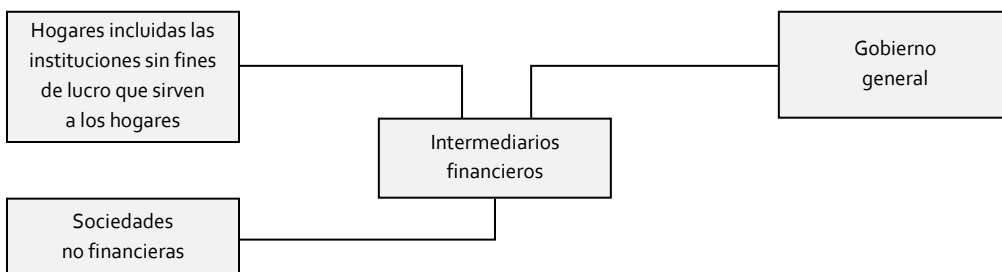 Hogares incluidas las
instituciones sin fines
de lucro que sirven
a los hogares
Gobierno
general
Intermediarios
financieros
Sociedades
no financieras